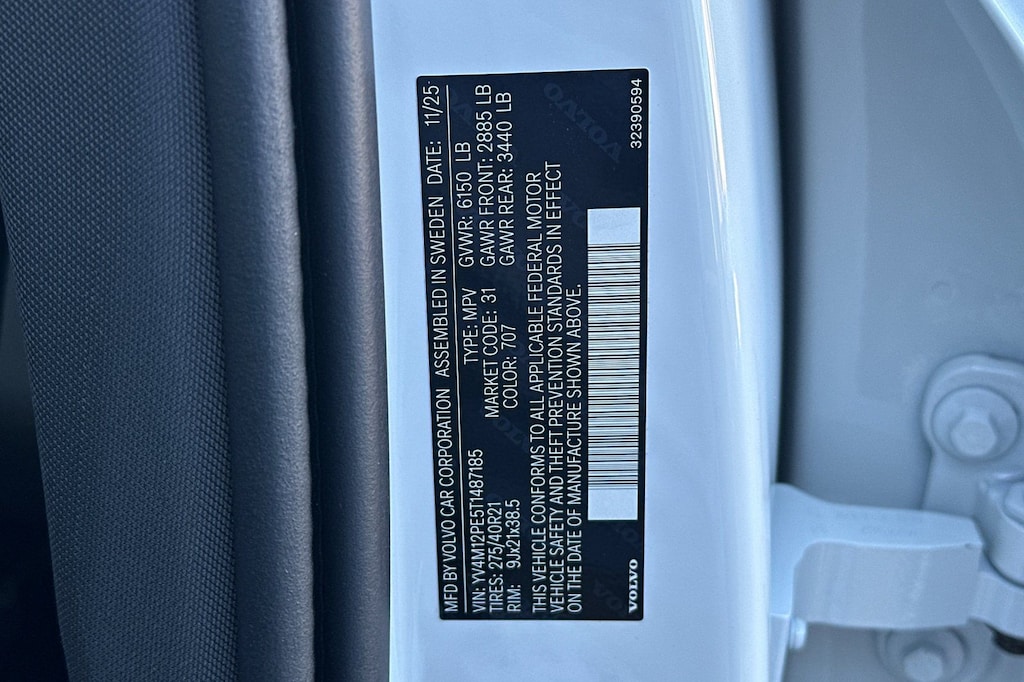 MFD BY VOLVO CAR CORPORATION ASSEMBLED IN SWEDEN DATE: 11/25
VIN: YV4M12PE5T1487185 TYPE: MPV GVWR: 6150 LB
TIRES: 275/40R21 MARKET CODE: 31 GAWR FRONT: 2885 LB
RIM: 9Jx21x38.5 COLOR: 707 GAWR REAR: 3440 LB
THIS VEHICLE CONFORMS TO ALL APPLICABLE FEDERAL MOTOR
VEHICLE SAFETY AND THEFT PREVENTION STANDARDS IN EFFECT
ON THE DATE OF MANUFACTURE SHOWN ABOVE.
VOLVO 32390594